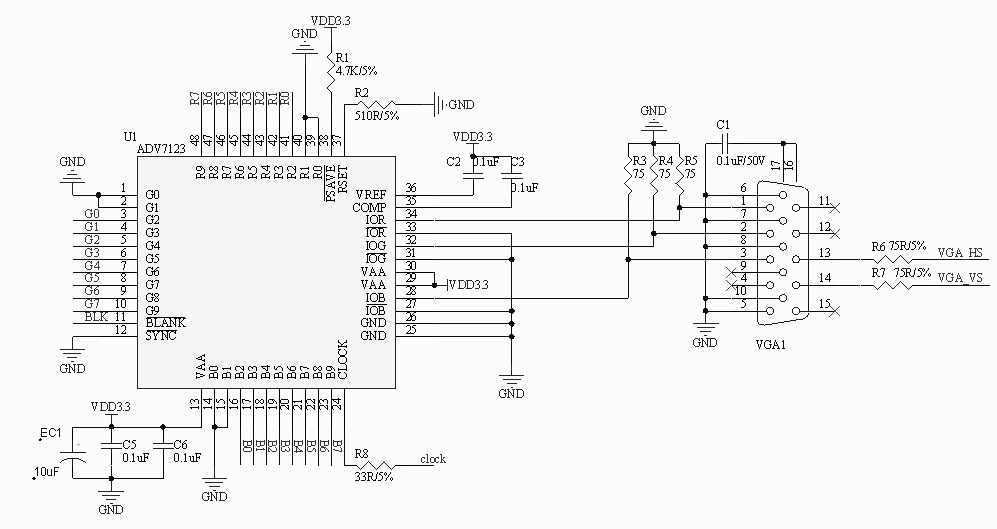 VDD3.3
GND
R1
4.7K/5%
R2
510R/5%
GND
R7 R6 R5 R4 R3 R2 R1 R0
48 47 46 45 44 43 42 41 40 39 38 37
U1
ADV7123
R9 R8 R7 R6 R5 R4 R3 R2 R1 R0 PSAVE RSET
GND
1 G0
2 G1
G0 3 G2
G1 4 G3
G2 5 G4
G3 6 G5
G4 7 G6
G5 8 G7
G6 9 G8
G7 10 G9
BLK 11 BLANK
12 SYNC
GND
VREF 36
COMP 35
IOR 34
IOR 33
IOG 32
IOG 31
VAA 30
VAA 29
IOB 28
IOB 27
GND 26
GND 25
VDD3.3
C2 0.1uF C3
0.1uF
VDD3.3
GND
VAA B0 B1 B2 B3 B4 B5 B6 B7 B8 B9 CLOCK
13 14 15 16 17 18 19 20 21 22 23 24
B0 B1 B2 B3 B4 B5 B6 B7
VDD3.3
EC1
10uF
C5
0.1uF
C6
0.1uF
GND
GND
R8
33R/5%
clock
GND
R3
75
R4
75
R5
75
C1
0.1uF/50V
17
16
6
1
7
2
8
3
9
4
10
5
11
12
13
14
15
GND
VGA1
R6 75R/5%
VGA_HS
R7 75R/5%
VGA_VS